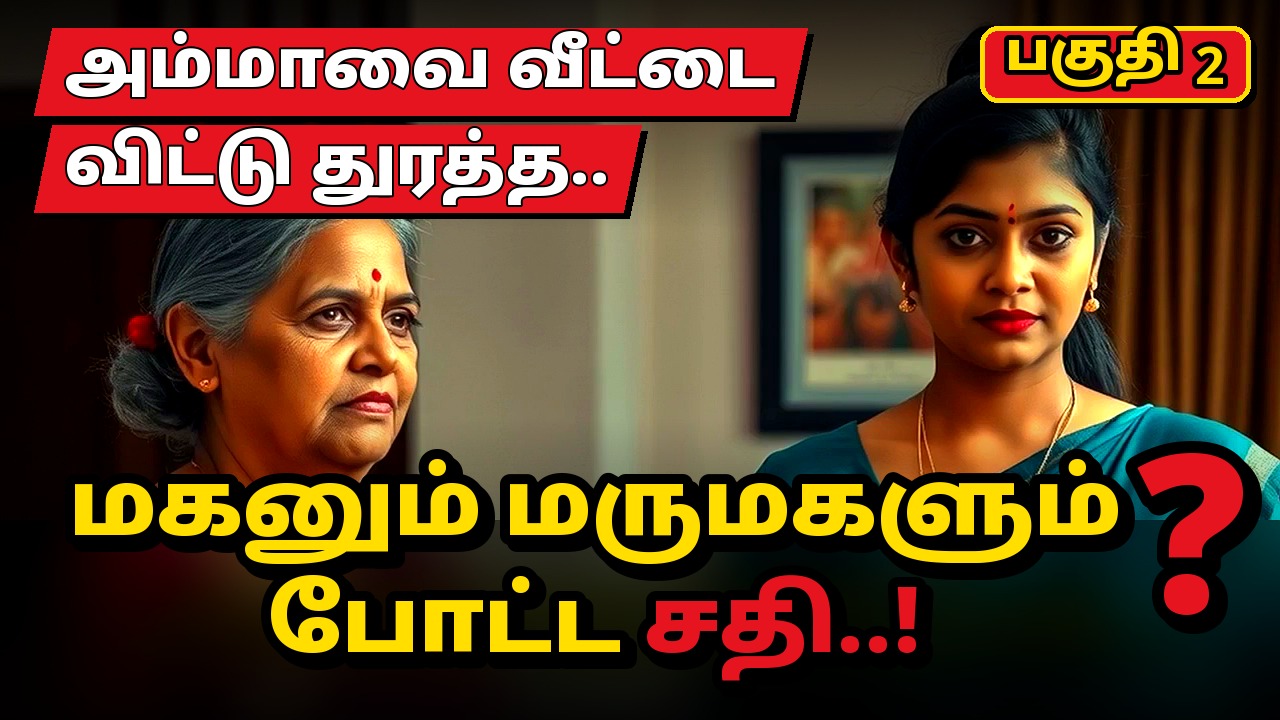 அம்மாவை வீட்டை
விட்டு துரத்த..
பகுதி 2
மகனும் மருமகளும்
போட்ட சதி..!
?